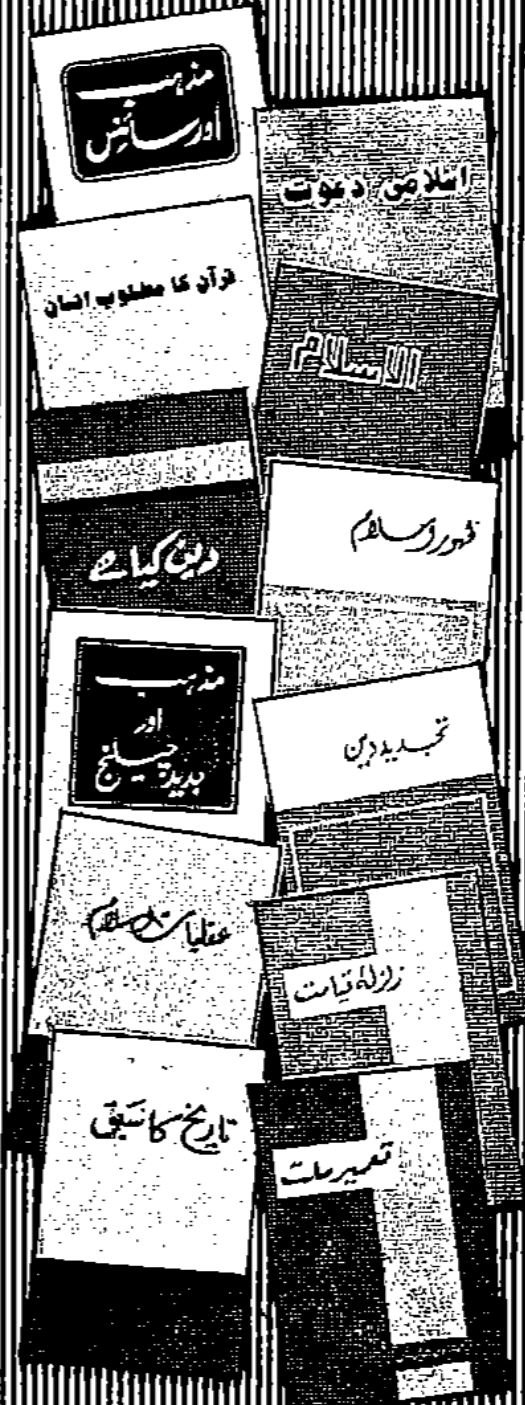 مذہب
اور سائنس
اسلامی دعوت
قرآن کا مطلوب انسان
الاسلام
دین کیا ہے
ظہور اسلام
مذہب
اور
جدید چیلنج
تجدید دین
عقلیات اسلام
زلزلۂ قیامت
تاریخ کا سبق
تعمیر ملت